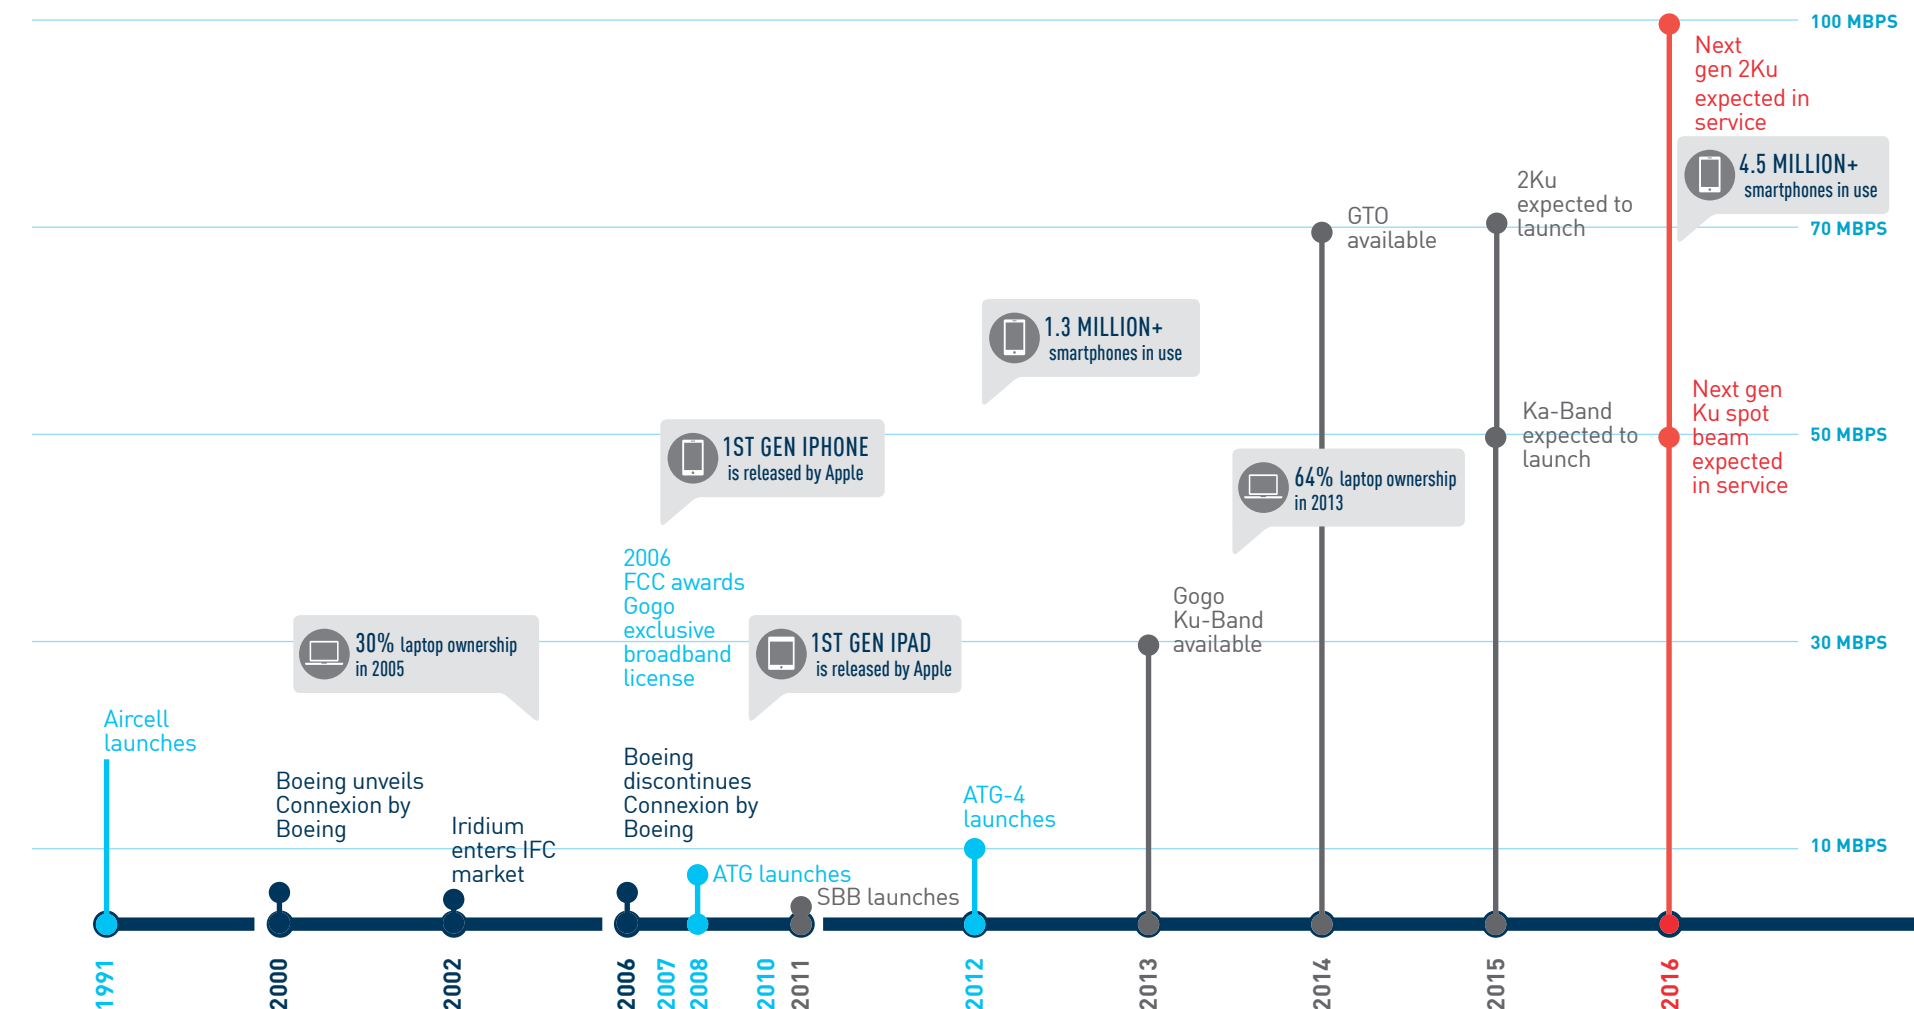 100 MBPS
Next
gen 2Ku
expected in
service
4.5 MILLION+
smartphones in use
2Ku
expected to
launch
GTO
available
70 MBPS
1.3 MILLION+
smartphones in use
Next gen
Ku spot
beam
expected
in service
Ka-Band
expected to
launch
50 MBPS
1ST GEN IPHONE
is released by Apple
64% laptop ownership
in 2013
2006
FCC awards
Gogo
exclusive
broadband
license
Gogo
Ku-Band
available
30% laptop ownership
in 2005
1ST GEN IPAD
is released by Apple
30 MBPS
Aircell
launches
Boeing unveils
Connexion by
Boeing
Iridium
enters IFC
market
Boeing
discontinues
Connexion by
Boeing
ATG launches
SBB launches
ATG-4
launches
10 MBPS
1991
2000
2002
2006
2007
2008
2010
2011
2012
2013
2014
2015
2016